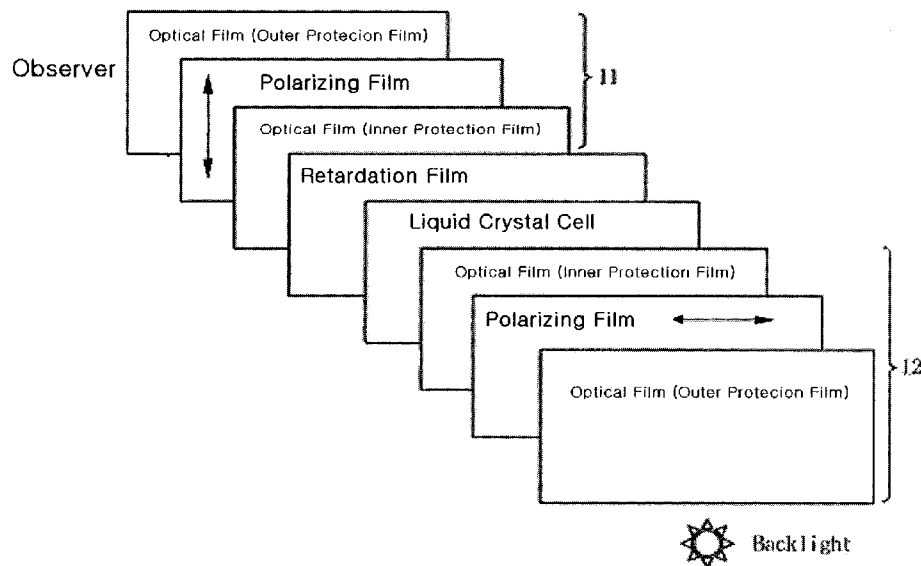 Optical Film (Outer Protecion Film)
Observer
Polarizing Film
11
Optical Film (Inner Protection Film)
Retardation Film
Liquid Crystal Cell
Optical Film (Inner Protection Film)
Polarizing Film
12
Optical Film (Outer Protecion Film)
Backlight